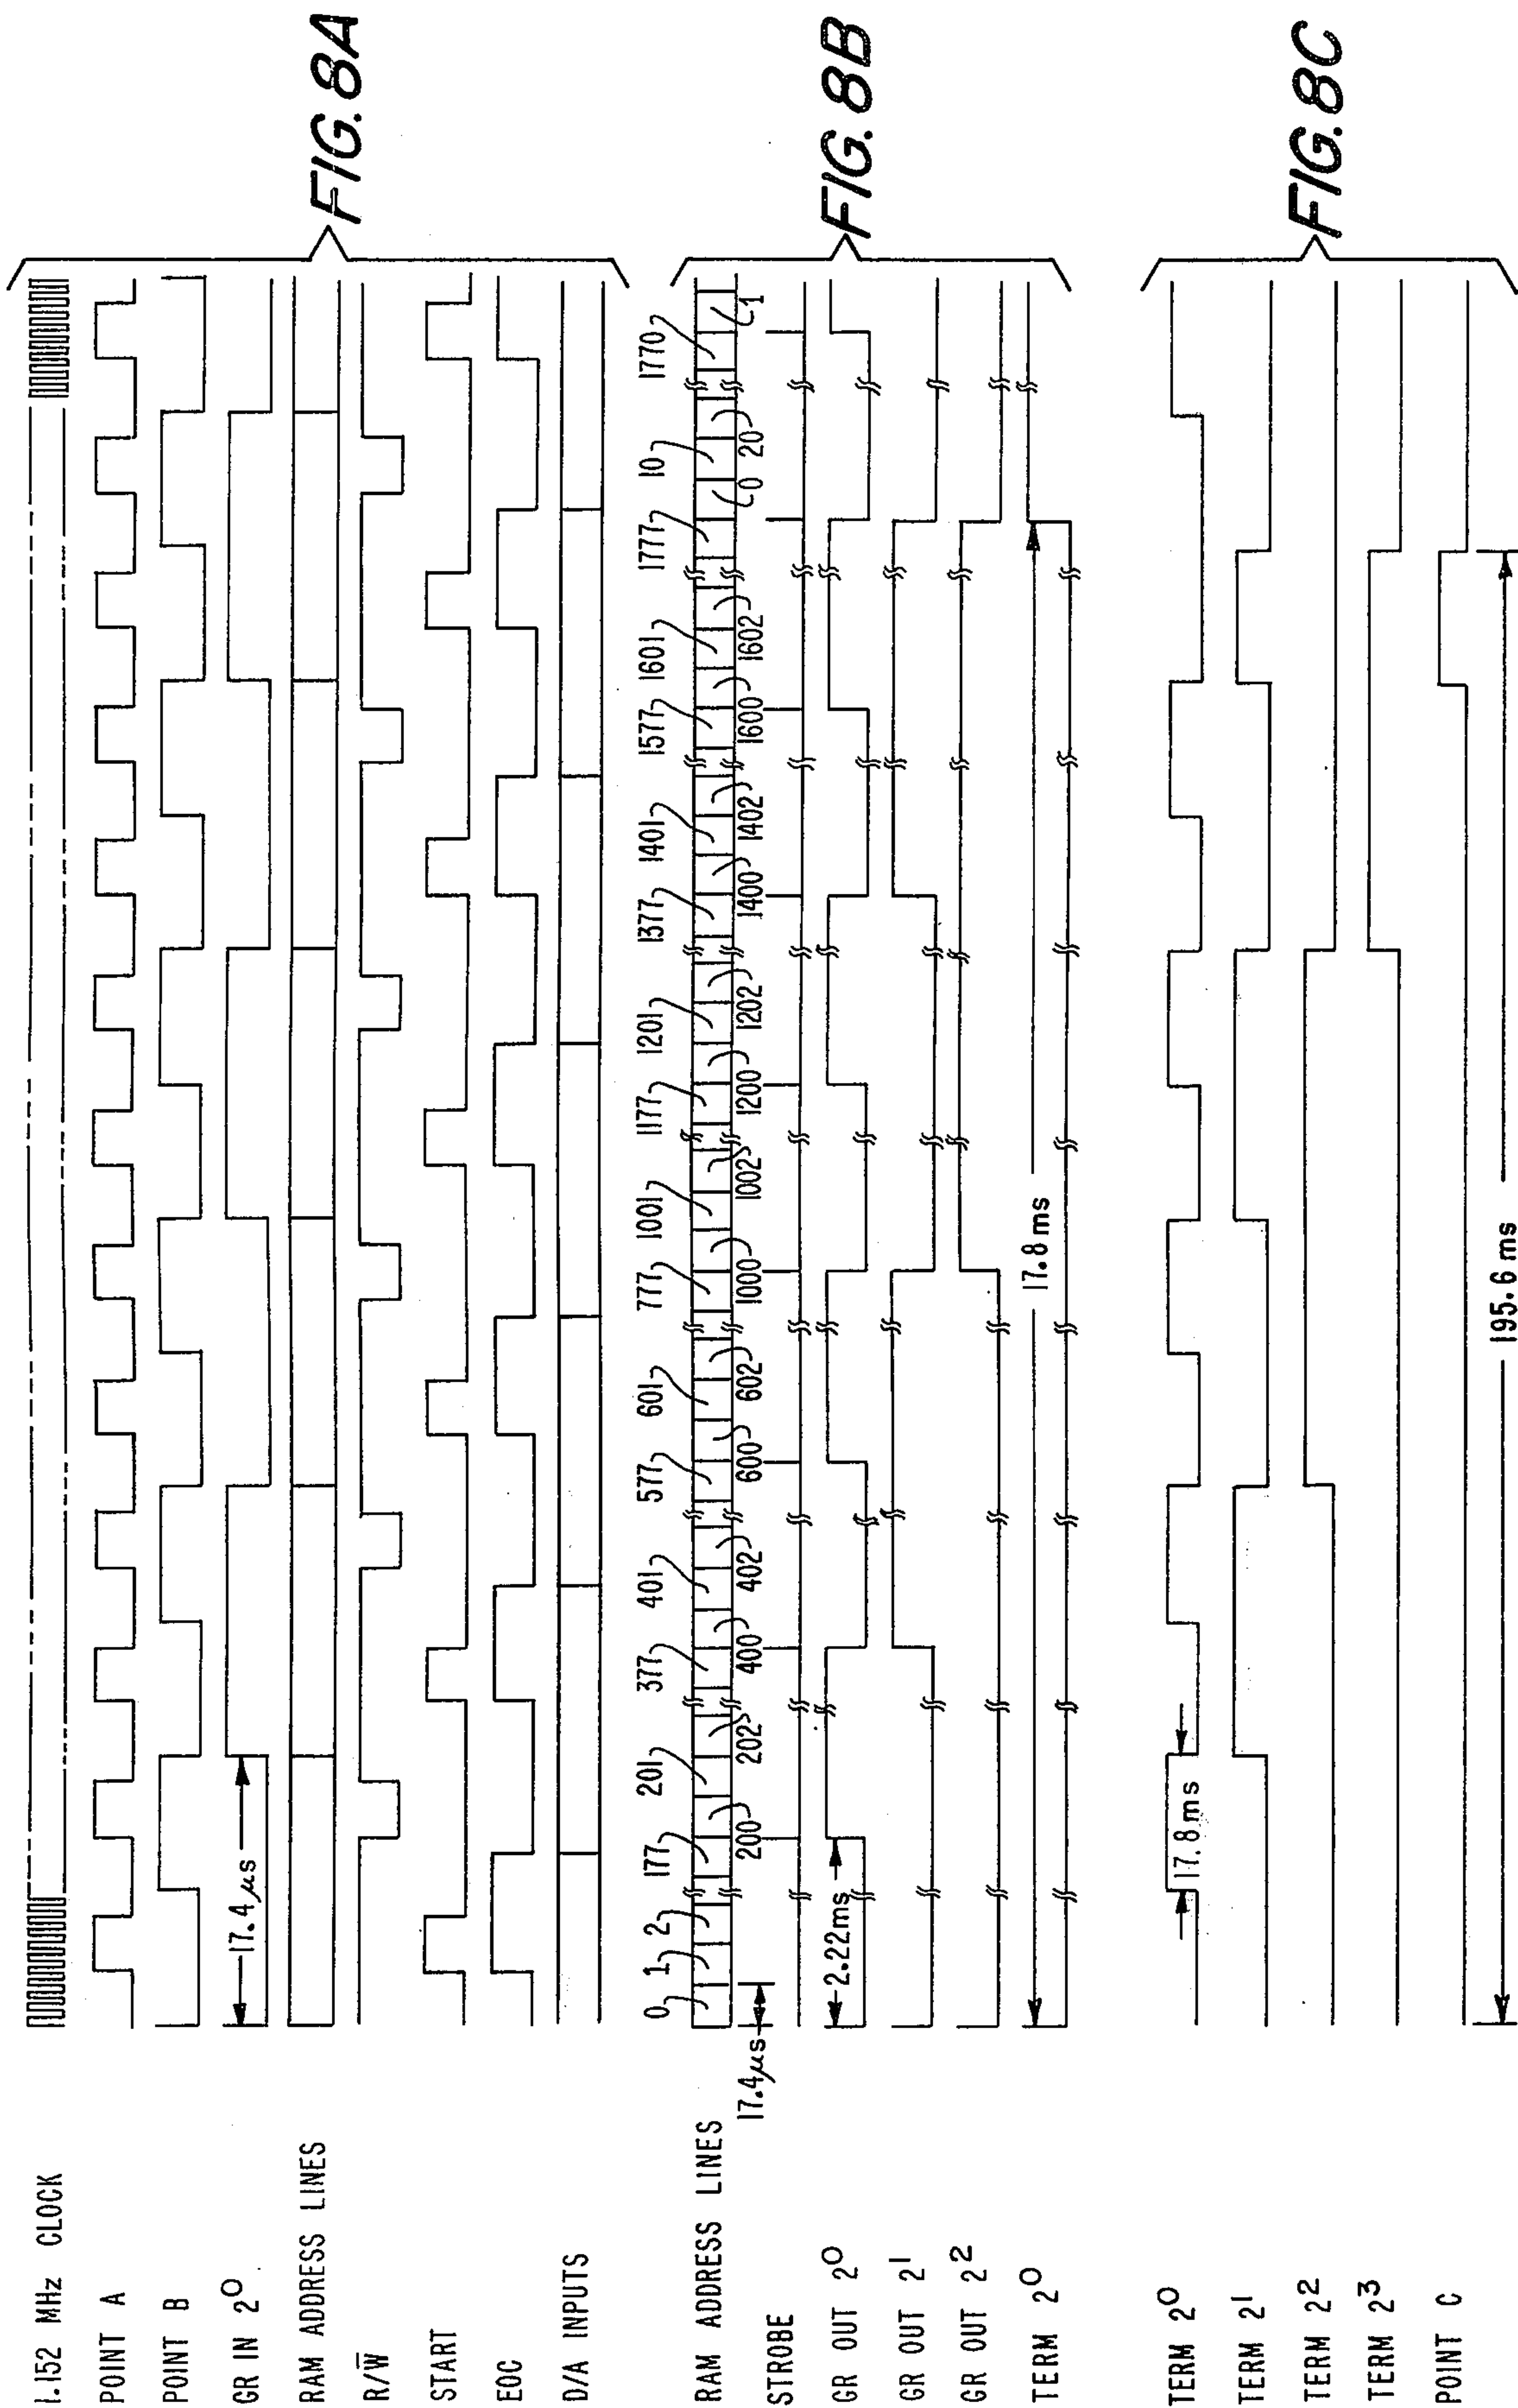 1.152 MHz CLOCK
POINT A
POINT B
GR IN 2⁰
17.4 µs
RAM ADDRESS LINES
R/W̅
START
EOC
D/A INPUTS
FIG. 8A
0 1 2 177 201 377 401 577 601 777 1001 1177 1201 1377 1401 1577 1601 1777 10 1770
RAM ADDRESS LINES
200 202 400 402 600 602 1000 1002 1200 1202 1400 1402 1600 1602 0 20 1
17.4 µs
STROBE
GR OUT 2⁰
2.22ms
GR OUT 2¹
GR OUT 2²
17.8 ms
TERM 2⁰
FIG. 8B
TERM 2⁰
17.8 ms
TERM 2¹
TERM 2²
TERM 2³
POINT C
195.6 ms
FIG. 8C